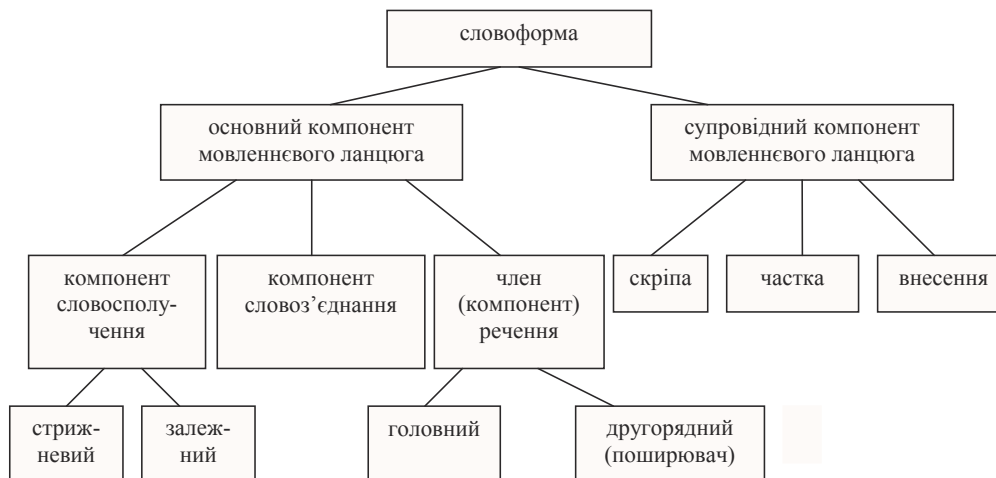 словоформа
основний компонент
мовленнєвого ланцюга
супровідний компонент
мовленнєвого ланцюга
компонент
словосполу-
чення
компонент
словоз’єднання
член
(компонент)
речення
скріпа
частка
внесення
стриж-
невий
залеж-
ний
головний
другорядний
(поширювач)